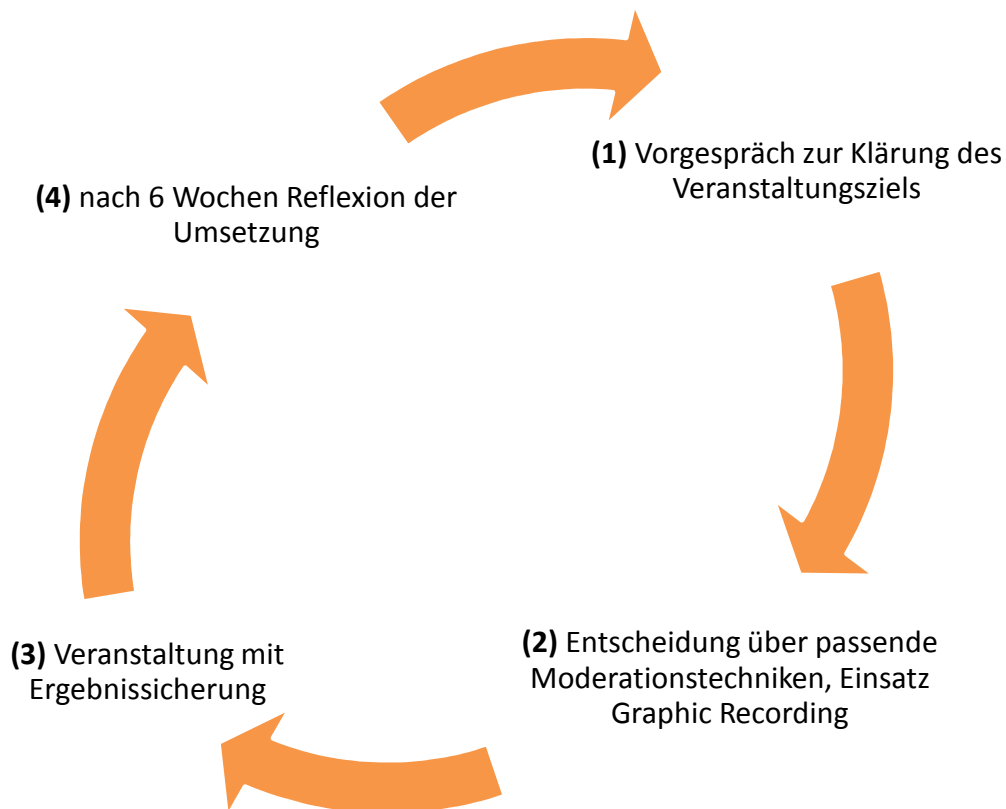 (1) Vorgespräch zur Klärung des
Veranstaltungsziels
(2) Entscheidung über passende
Moderationstechniken, Einsatz
Graphic Recording
(3) Veranstaltung mit
Ergebnissicherung
(4) nach 6 Wochen Reflexion der
Umsetzung